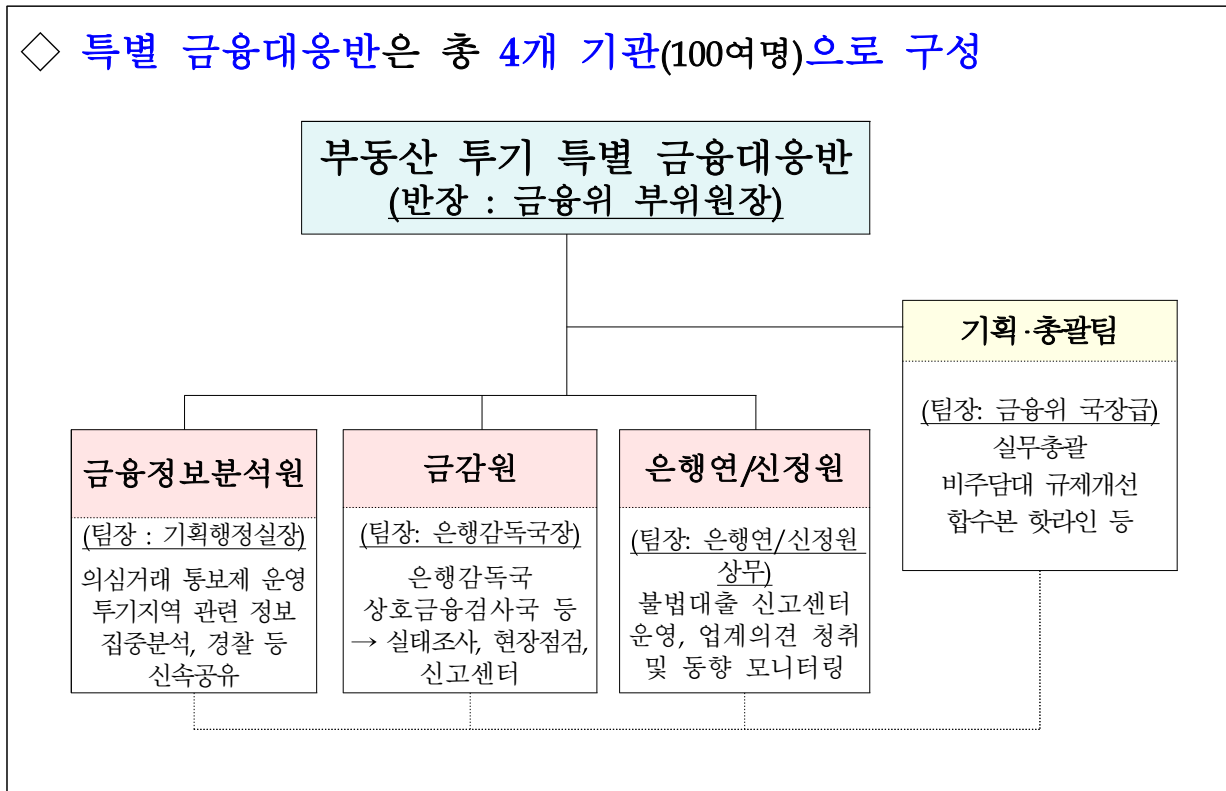 ◇ 특별 금융대응반은 총 4개 기관(100여명)으로 구성
부동산 투기 특별 금융대응반
(반장 : 금융위 부위원장)
기획·총괄팀
(팀장: 금융위 국장급)
실무총괄
비주담대 규제개선
합수본 핫라인 등
금융정보분석원
(팀장 : 기획행정실장)
의심거래 통보제 운영
투기지역 관련 정보
집중분석, 경찰 등
신속공유
금감원
(팀장: 은행감독국장)
은행감독국
상호금융검사국 등
→ 실태조사, 현장점검,
신고센터
은행연/신정원
(팀장: 은행연/신정원
상무)
불법대출 신고센터
운영, 업계의견 청취
및 동향 모니터링